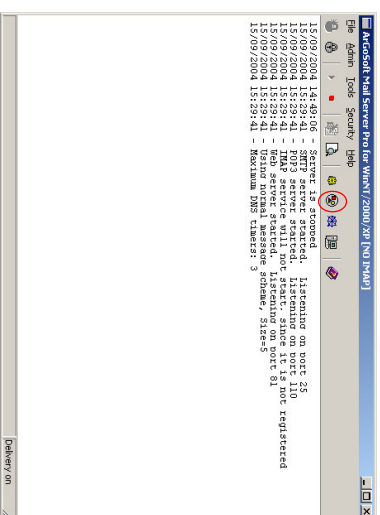 ArGoSoft Mail Server Pro for WinNT/2000/XP [NO IMAP]
File Admin Tools Security Help
15/09/2004 14:49:06 - Server is stopped
15/09/2004 15:29:41 - SMTP server started. Listening on port 25
15/09/2004 15:29:41 - POP3 server started. Listening on port 110
15/09/2004 15:29:41 - IMAP service will not start, since it is not registered
15/09/2004 15:29:41 - Web server started. Listening on port 81
15/09/2004 15:29:41 - Using normal message scheme, Size=5
15/09/2004 15:29:41 - Maximum DNS timers: 3
Delivery on